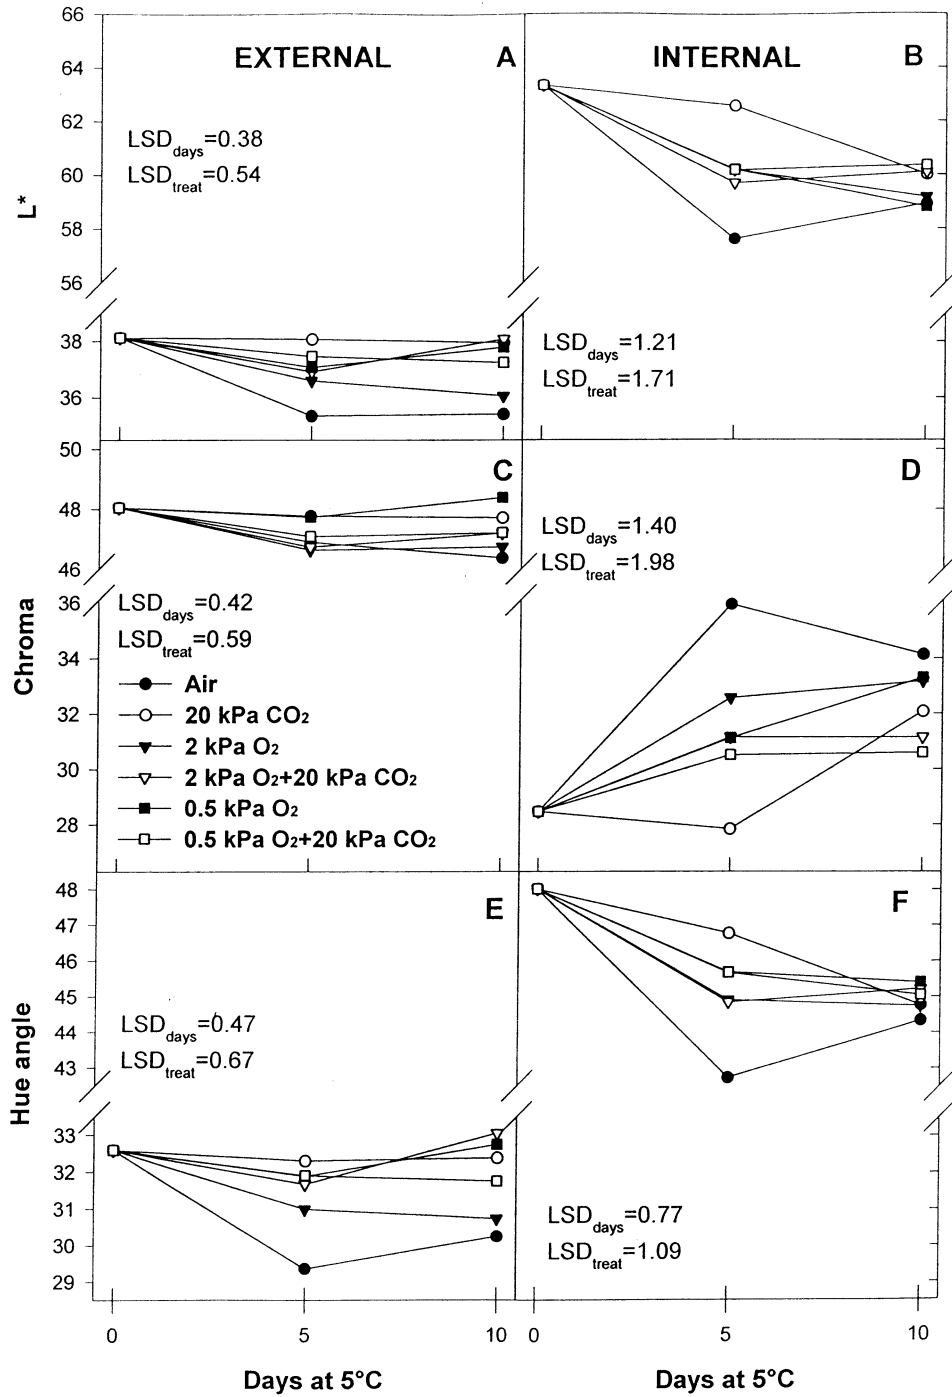 EXTERNAL
A
INTERNAL
B
66
64
62
60
58
56
38
36
L*
LSDdays=0.38
LSDtreat=0.54
LSDdays=1.21
LSDtreat=1.71
C
D
50
48
46
36
34
32
30
28
Chroma
LSDdays=0.42
LSDtreat=0.59
LSDdays=1.40
LSDtreat=1.98
Air
20 kPa CO2
2 kPa O2
2 kPa O2+20 kPa CO2
0.5 kPa O2
0.5 kPa O2+20 kPa CO2
E
F
48
47
46
45
44
43
33
32
31
30
29
Hue angle
LSDdays=0.47
LSDtreat=0.67
LSDdays=0.77
LSDtreat=1.09
0 5 10 0 5 10
Days at 5°C Days at 5°C